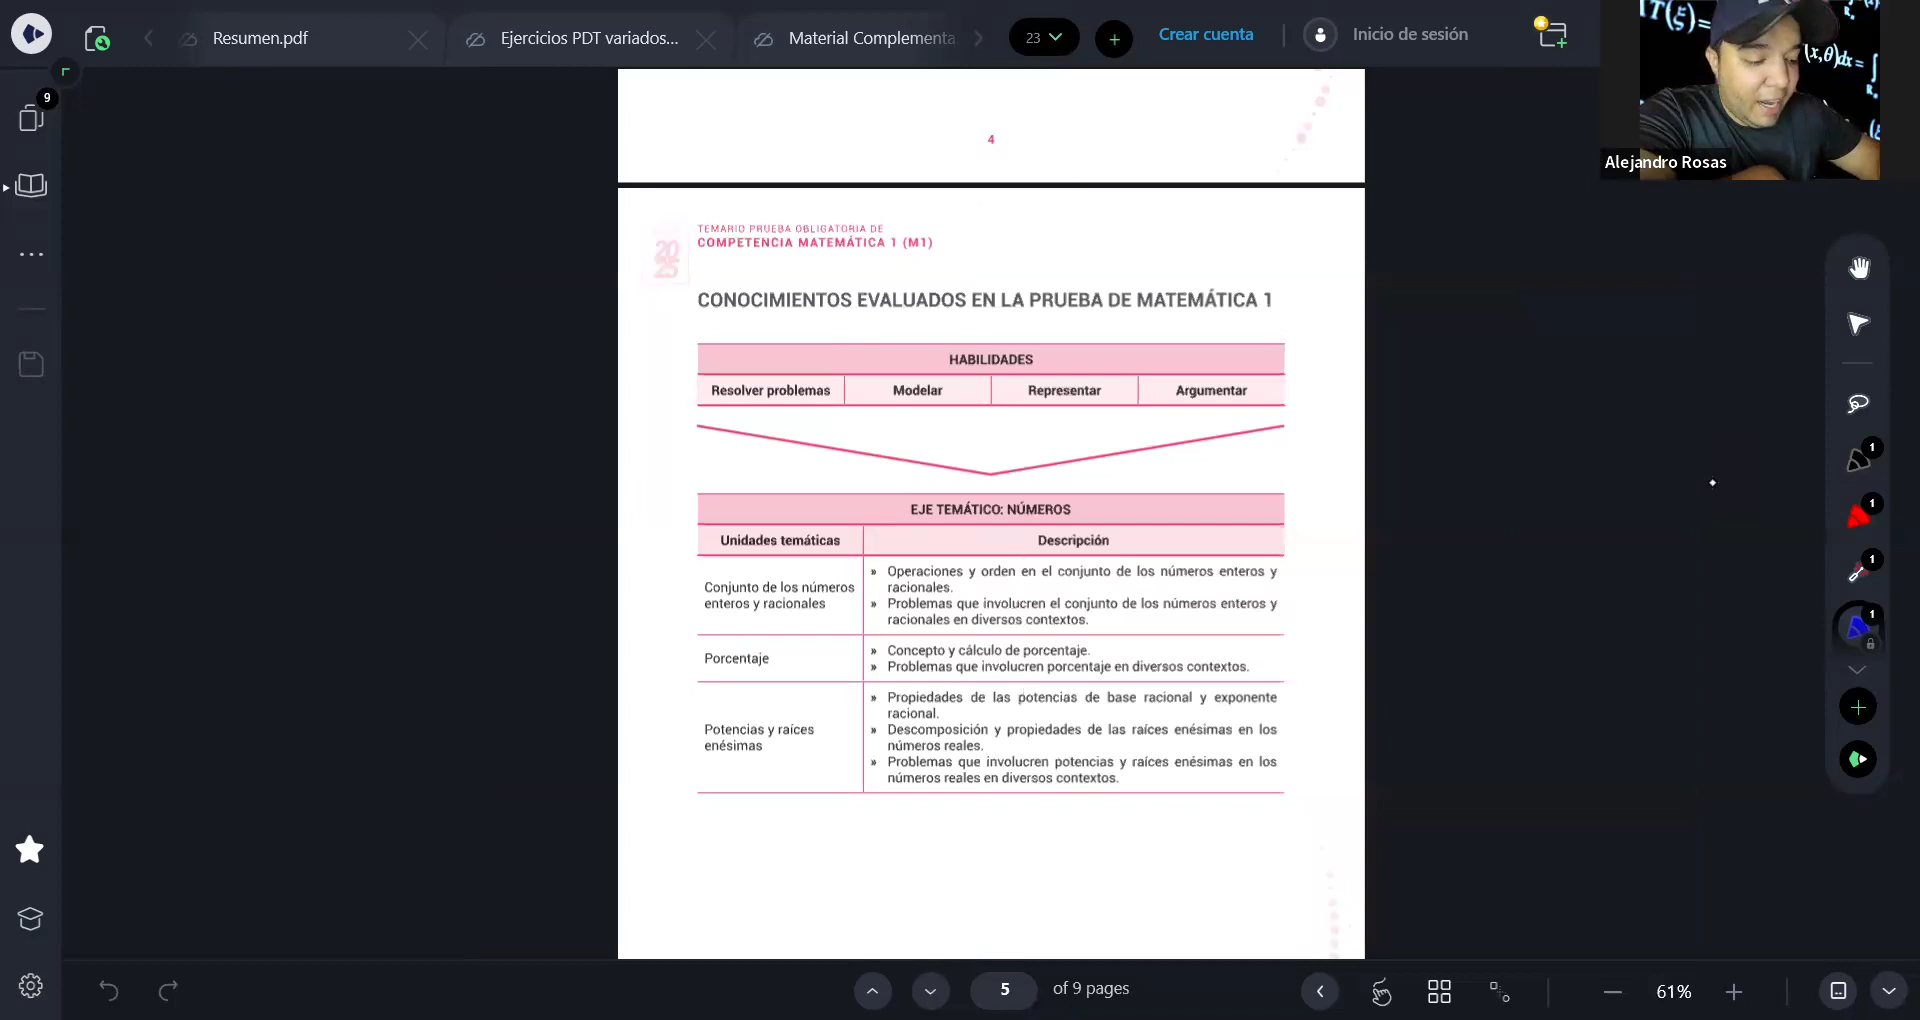 Resumen.pdf
Ejercicios PDT variados...
Material Complementa
23
Crear cuenta
Inicio de sesión
Alejandro Rosas
9
4
2025
TEMARIO PRUEBA OBLIGATORIA DE
COMPETENCIA MATEMÁTICA 1 (M1)
CONOCIMIENTOS EVALUADOS EN LA PRUEBA DE MATEMÁTICA 1
HABILIDADES
Resolver problemas
Modelar
Representar
Argumentar
EJE TEMÁTICO: NÚMEROS
Unidades temáticas
Descripción
Conjunto de los números
enteros y racionales
» Operaciones y orden en el conjunto de los números enteros y
racionales.
» Problemas que involucren el conjunto de los números enteros y
racionales en diversos contextos.
Porcentaje
» Concepto y cálculo de porcentaje.
» Problemas que involucren porcentaje en diversos contextos.
Potencias y raíces
enésimas
» Propiedades de las potencias de base racional y exponente
racional.
» Descomposición y propiedades de las raíces enésimas en los
números reales.
» Problemas que involucren potencias y raíces enésimas en los
números reales en diversos contextos.
1
1
1
1
5
of 9 pages
61%